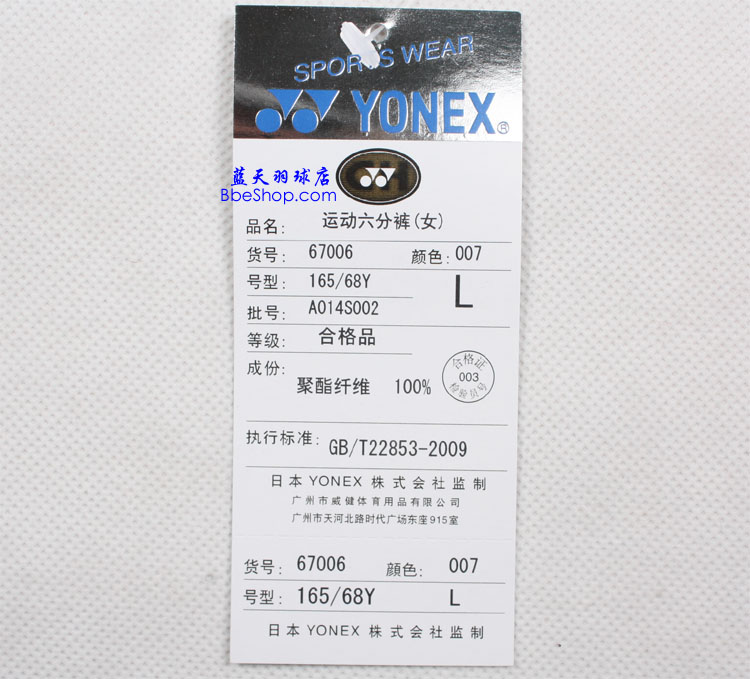 SPORTS WEAR
YONEX®
蓝天羽球店
BbeShop.com
品名: 运动六分裤(女)
货号: 67006 颜色: 007
号型: 165/68Y L
批号: A014S002
等级: 合格品
成份: 聚酯纤维 100%
合格证
003
检验员号
执行标准: GB/T22853-2009
日本 YONEX 株式会社监制
广州市威健体育用品有限公司
广州市天河北路时代广场东座915室
货号: 67006 顔色: 007
号型: 165/68Y L
日本 YONEX 株式会社监制